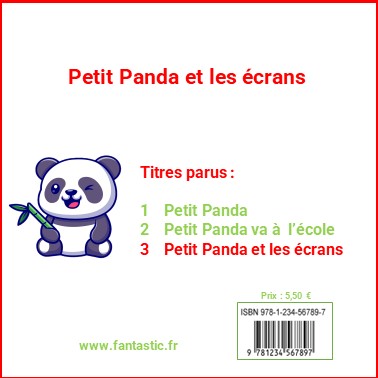 Petit Panda et les écrans
Titres parus :
1 Petit Panda
2 Petit Panda va à l'école
3 Petit Panda et les écrans
Prix : 5,50 €
ISBN 978-1-234-56789-7
9 781234 567897
www.fantastic.fr